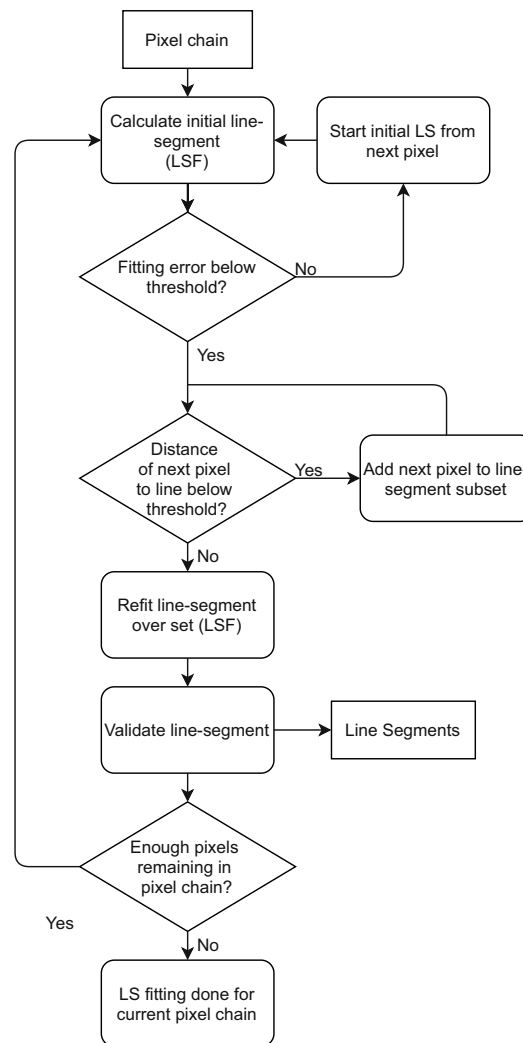 Pixel chain
Calculate initial line-
segment
(LSF)
Start initial LS from
next pixel
Fitting error below
threshold?
No
Yes
Distance
of next pixel
to line below
threshold?
Yes
Add next pixel to line
segment subset
No
Refit line-segment
over set (LSF)
Validate line-segment
Line Segments
Enough pixels
remaining in
pixel chain?
Yes
No
LS fitting done for
current pixel chain